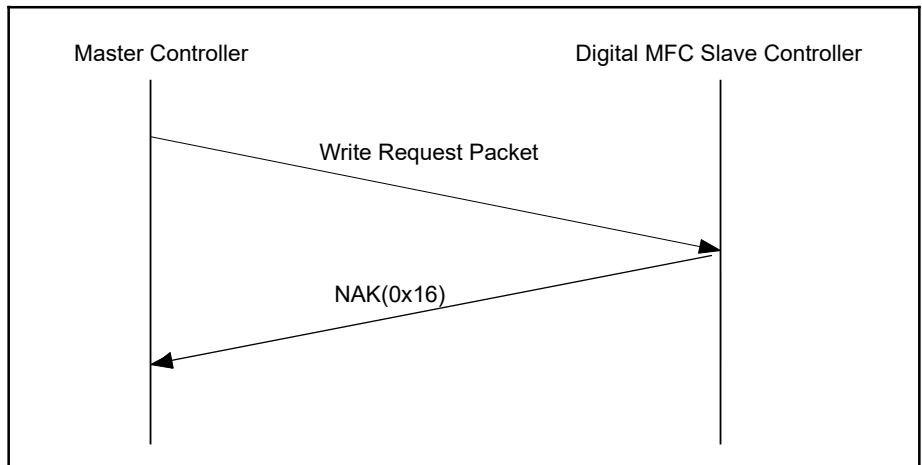 Master Controller
Digital MFC Slave Controller
Write Request Packet
NAK(0x16)